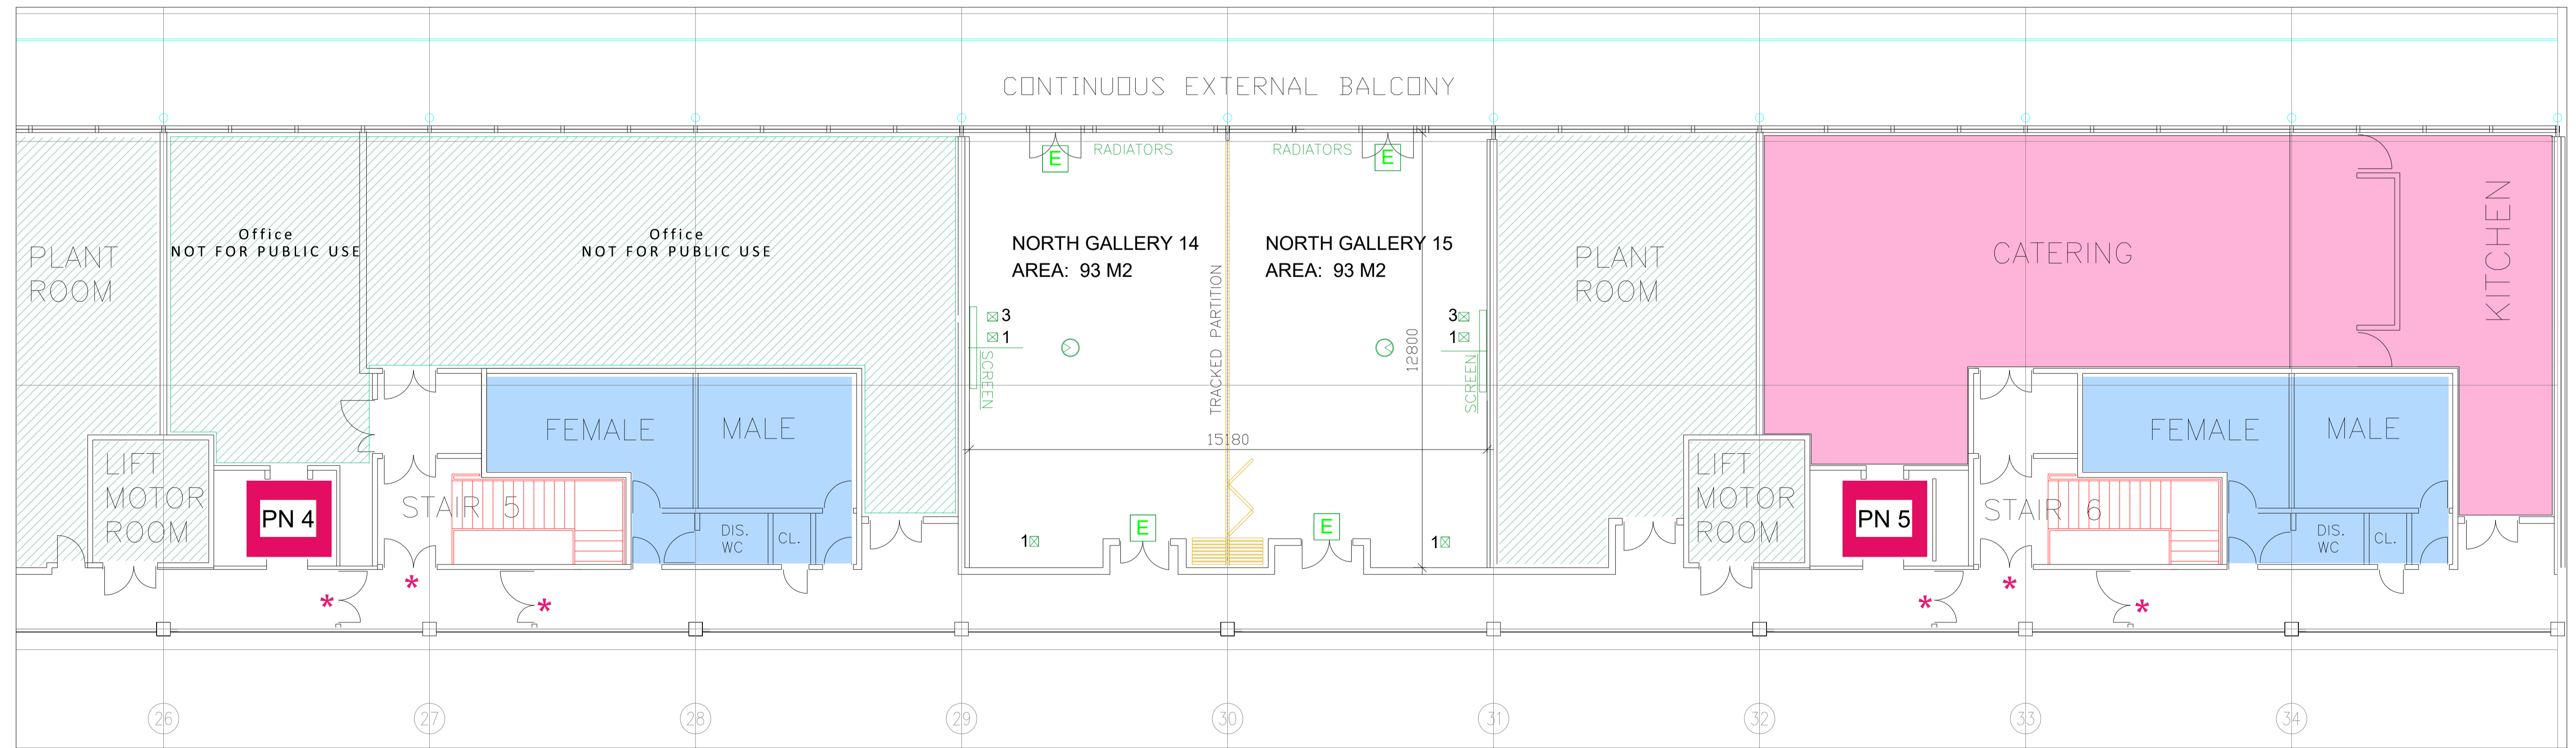 CONTINUOUS EXTERNAL BALCONY
E
RADIATORS
RADIATORS
E
PLANT
ROOM
Office
NOT FOR PUBLIC USE
Office
NOT FOR PUBLIC USE
NORTH GALLERY 14
AREA: 93 M2
NORTH GALLERY 15
AREA: 93 M2
TRACKED PARTITION
PLANT
ROOM
CATERING
KITCHEN
3
1
SCREEN
3
1
SCREEN
12800
15180
FEMALE
MALE
FEMALE
MALE
LIFT
MOTOR
ROOM
PN 4
STAIR 5
DIS.
WC
CL.
1
E
E
1
LIFT
MOTOR
ROOM
PN 5
STAIR 6
DIS.
WC
CL.
*
*
*
*
*
*
26
27
28
29
30
31
32
33
34